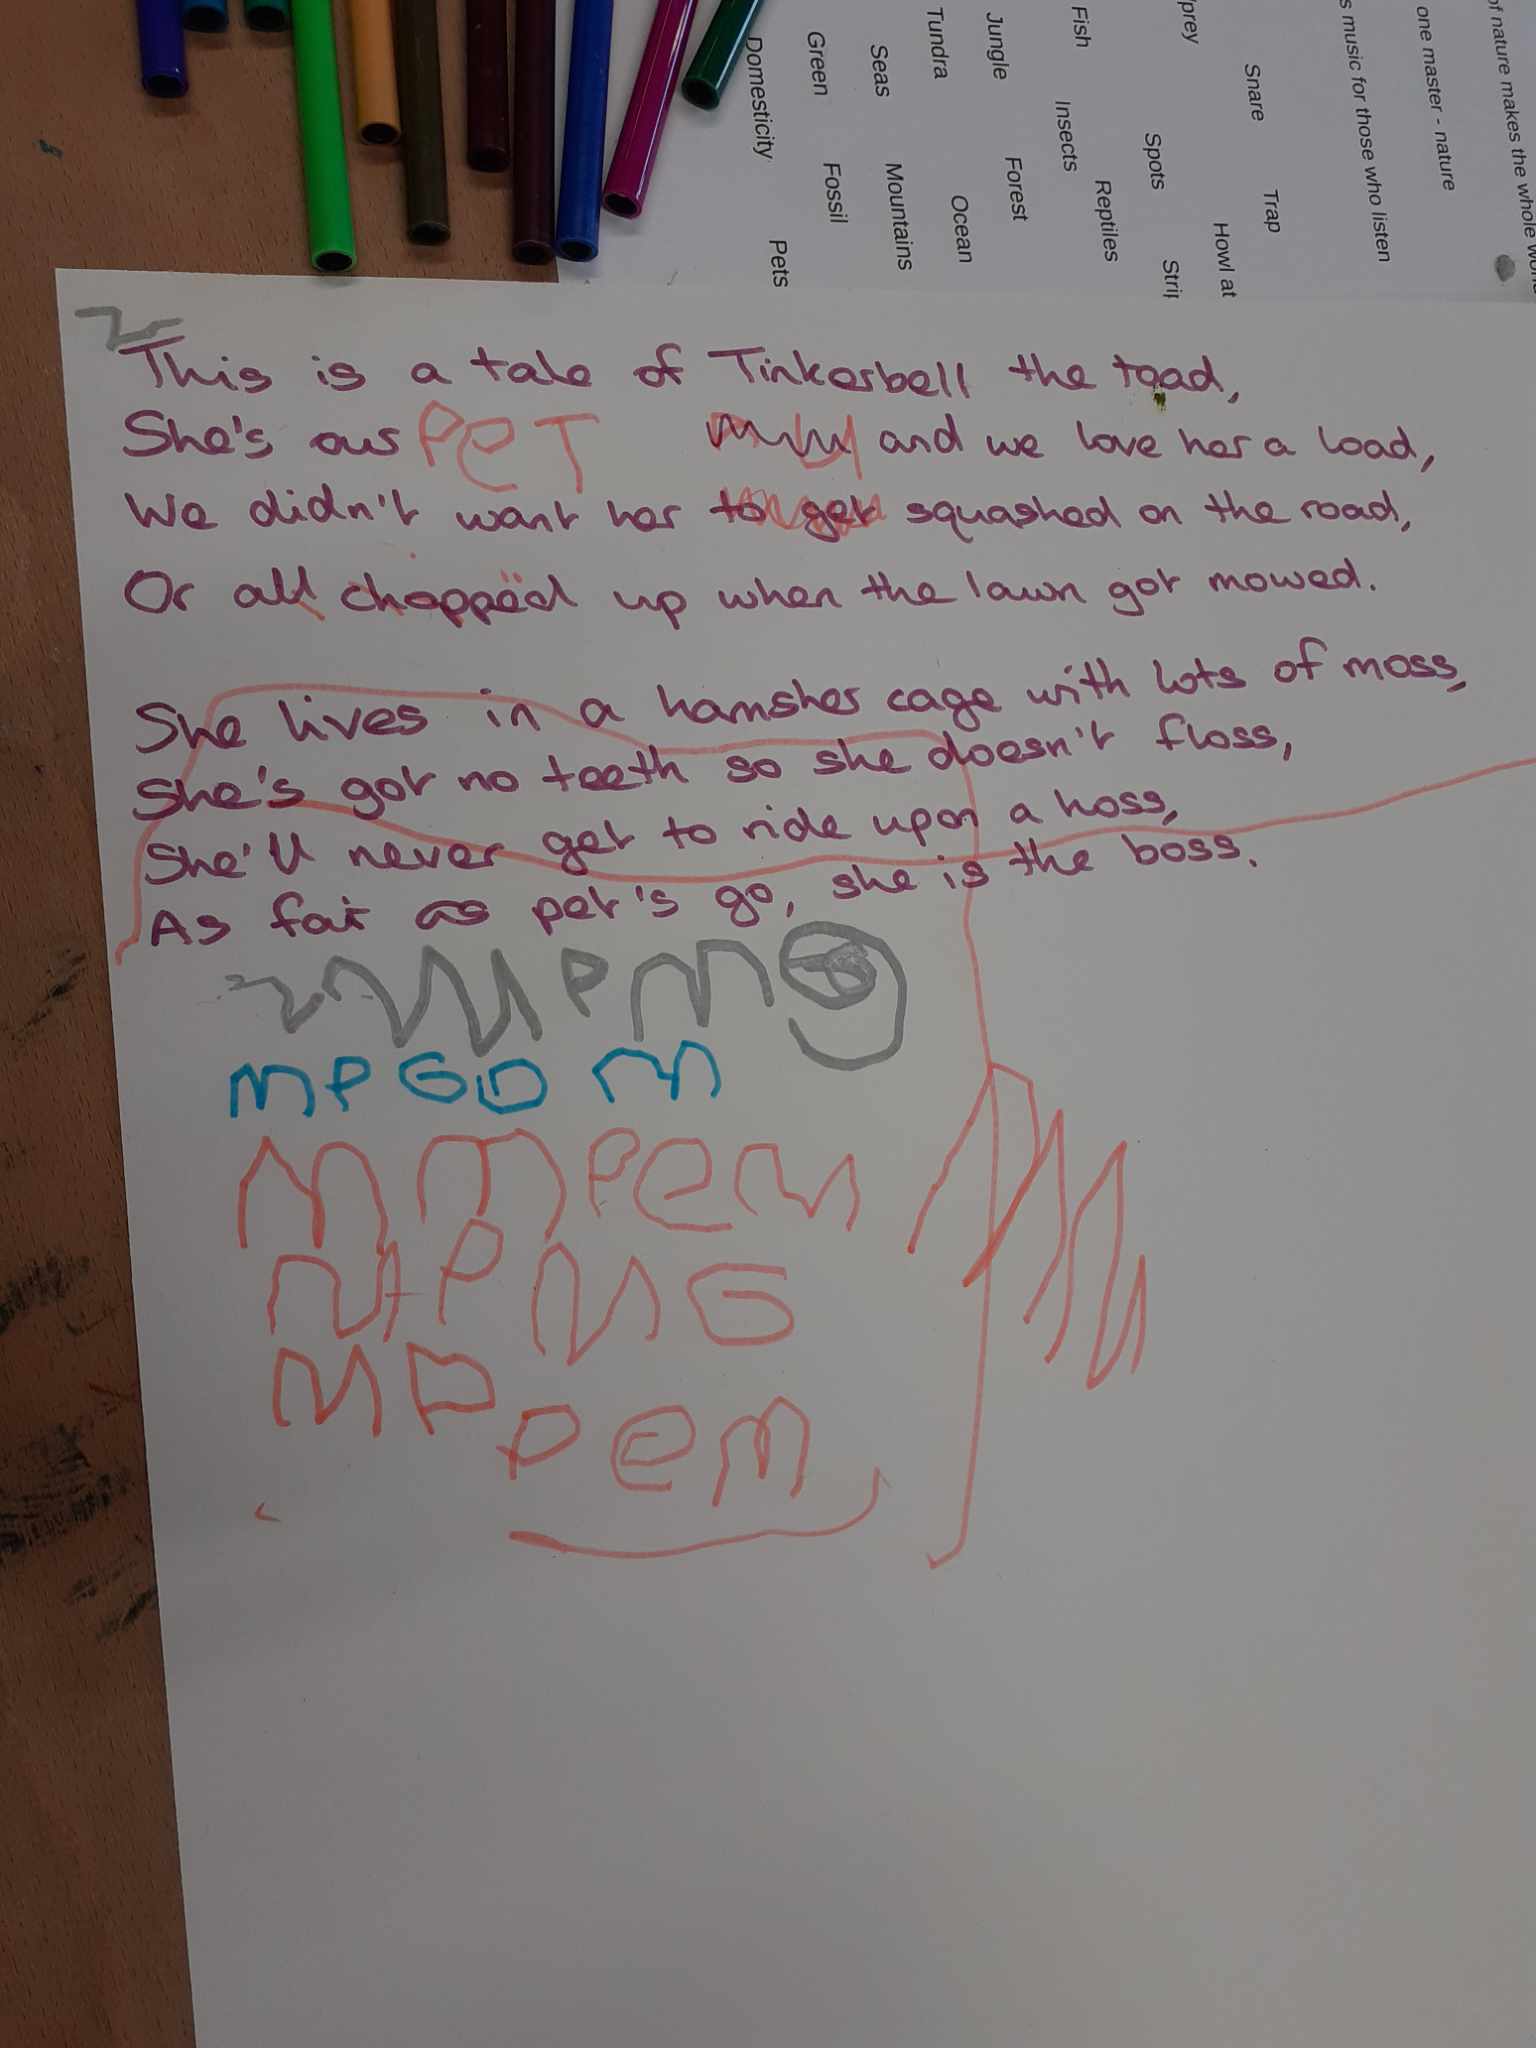 Domesticity
Pets
Green
Fossil
Seas
Mountains
Tundra
Ocean
Jungle
Forest
Fish
Insects
Reptiles
prey
Spots
Snare
Trap
Howl at
s music for those who listen
one master - nature
of nature makes the whole
This is a tale of Tinkerbell the toad,
She's our PeT and we love her a load,
We didn't want her to get squashed on the road,
Or all chopped up when the lawn got mowed.
She lives in a hamster cage with lots of moss,
She's got no teeth so she doesn't floss,
She'll never get to ride upon a hoss,
As far as pet's go, she is the boss.
MPGD M
M M Pem
MPMG
MP
Pem